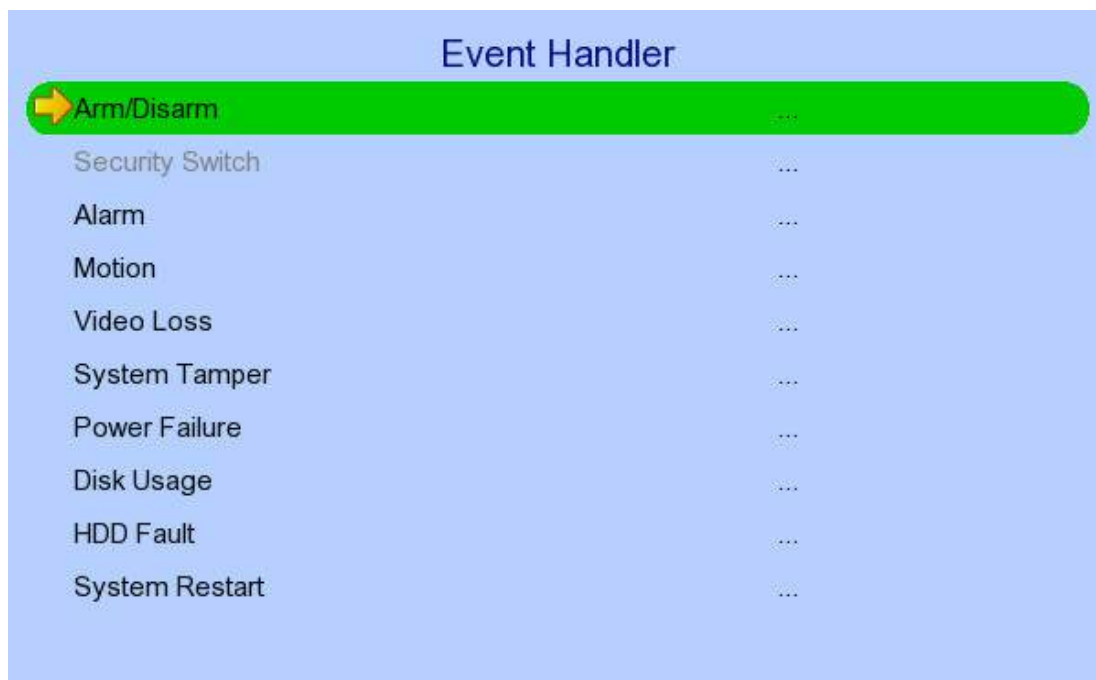 Event Handler
Arm/Disarm ...
Security Switch ...
Alarm ...
Motion ...
Video Loss ...
System Tamper ...
Power Failure ...
Disk Usage ...
HDD Fault ...
System Restart ...